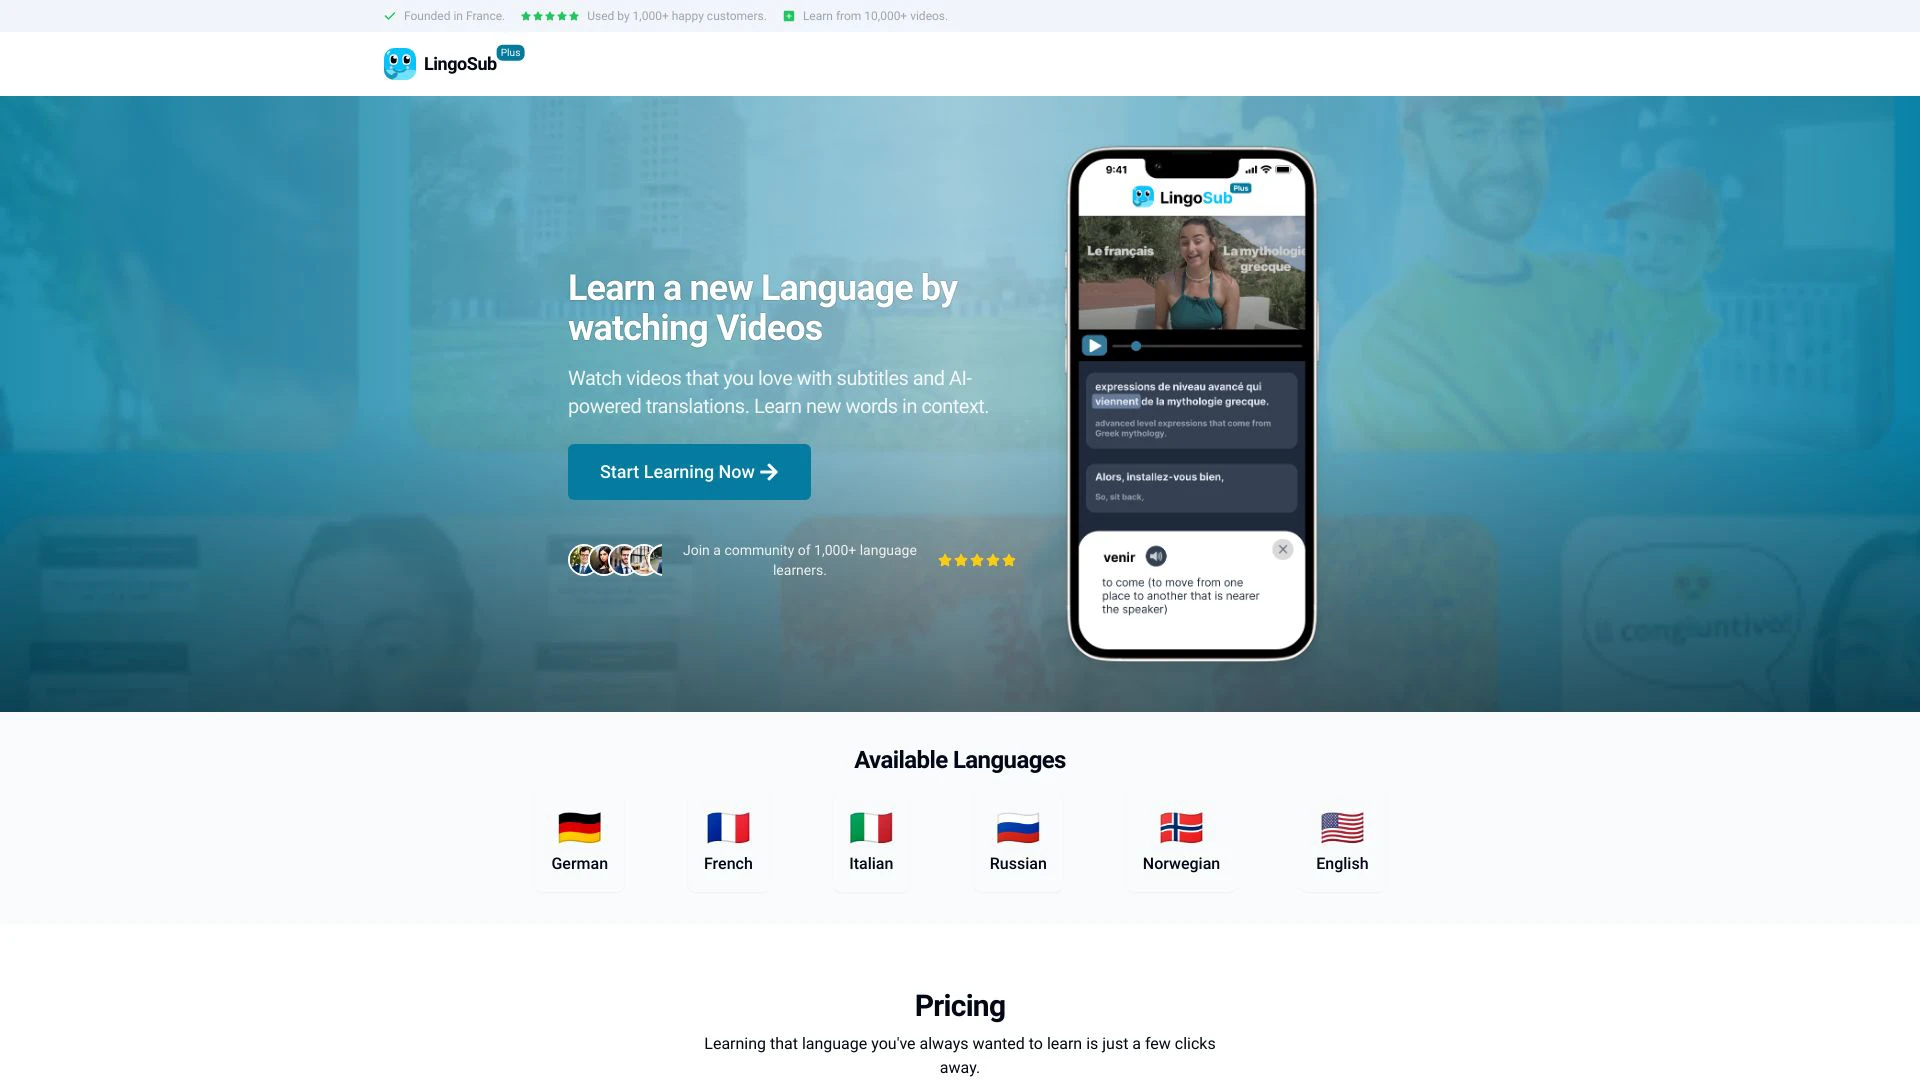 Founded in France.
Used by 1,000+ happy customers.
Learn from 10,000+ videos.
LingoSub Plus
Learn a new Language by
watching Videos
Watch videos that you love with subtitles and AI-
powered translations. Learn new words in context.
Start Learning Now
Join a community of 1,000+ language
learners.
9:41
LingoSub Plus
Le français
La mythologie
grecque
expressions de niveau avancé qui
viennent de la mythologie grecque.
advanced level expressions that come from
Greek mythology.
Alors, installez-vous bien,
So, sit back,
venir
to come (to move from one
place to another that is nearer
the speaker)
Available Languages
German
French
Italian
Russian
Norwegian
English
Pricing
Learning that language you've always wanted to learn is just a few clicks
away.